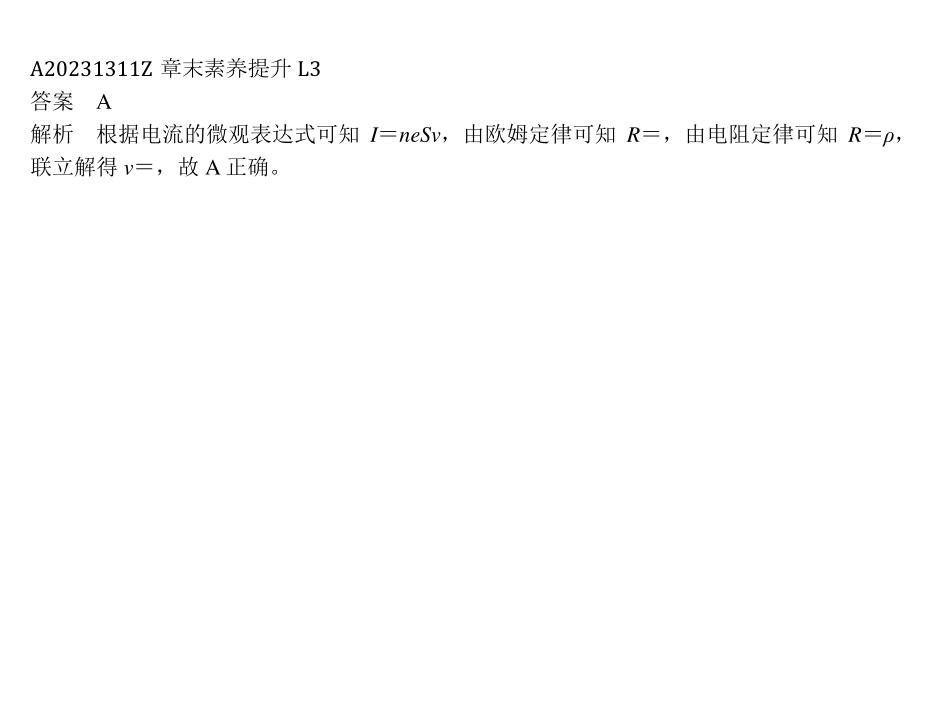 A20231311Z 章末素养提升 L3
答案　A
解析　根据电流的微观表达式可知 I＝neSv，由欧姆定律可知 R＝，由电阻定律可知 R＝ρ，
联立解得 v＝，故 A 正确。